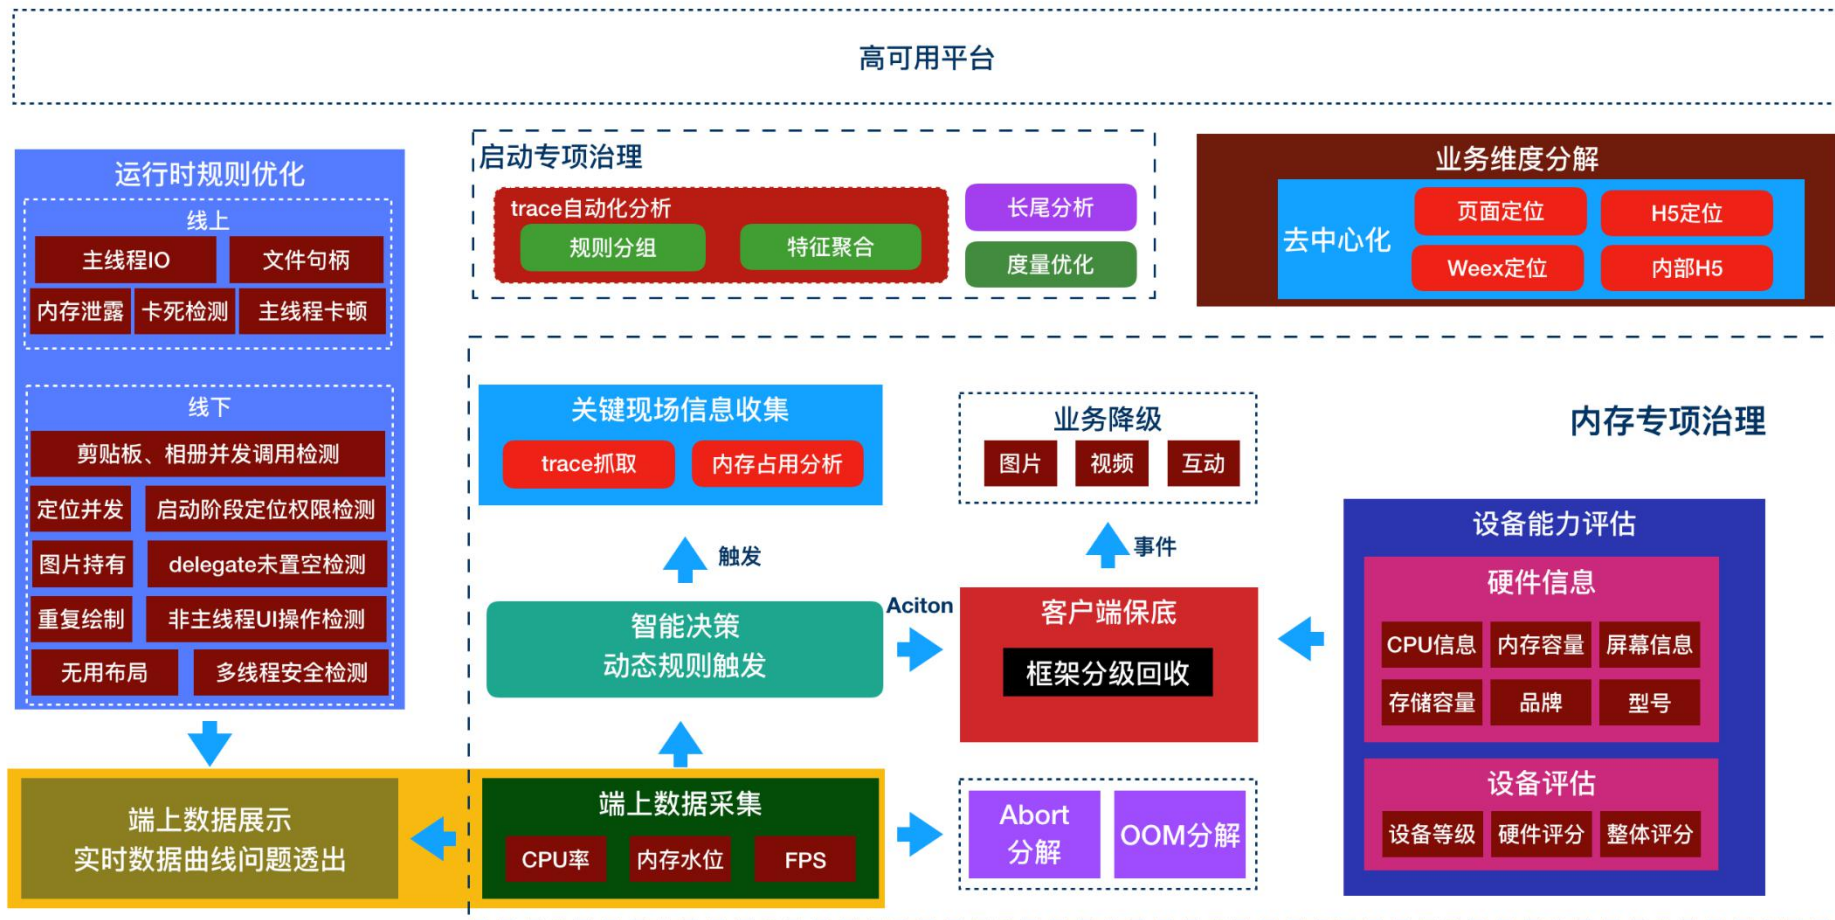 高可用平台
运行时规则优化
线上
主线程IO
文件句柄
内存泄露
卡死检测
主线程卡顿
线下
剪贴板、相册并发调用检测
定位并发
启动阶段定位权限检测
图片持有
delegate未置空检测
重复绘制
非主线程UI操作检测
无用布局
多线程安全检测
启动专项治理
trace自动化分析
规则分组
特征聚合
长尾分析
度量优化
业务维度分解
去中心化
页面定位
H5定位
Weex定位
内部H5
内存专项治理
关键现场信息收集
trace抓取
内存占用分析
触发
智能决策
动态规则触发
Aciton
业务降级
图片
视频
互动
事件
客户端保底
框架分级回收
设备能力评估
硬件信息
CPU信息
内存容量
屏幕信息
存储容量
品牌
型号
设备评估
设备等级
硬件评分
整体评分
端上数据展示
实时数据曲线问题透出
端上数据采集
CPU率
内存水位
FPS
Abort
分解
OOM分解